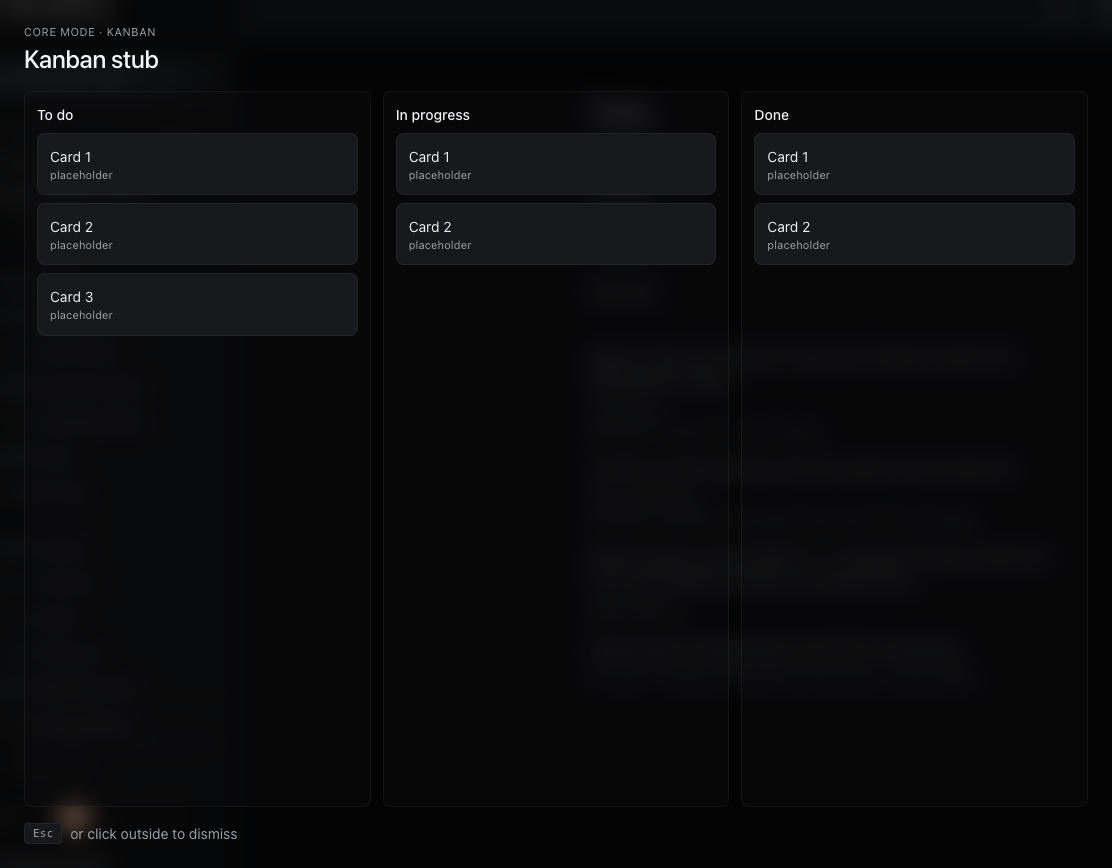 CORE MODE · KANBAN
Kanban stub
To do
Card 1
placeholder
Card 2
placeholder
Card 3
placeholder
In progress
Card 1
placeholder
Card 2
placeholder
Done
Card 1
placeholder
Card 2
placeholder
Esc or click outside to dismiss